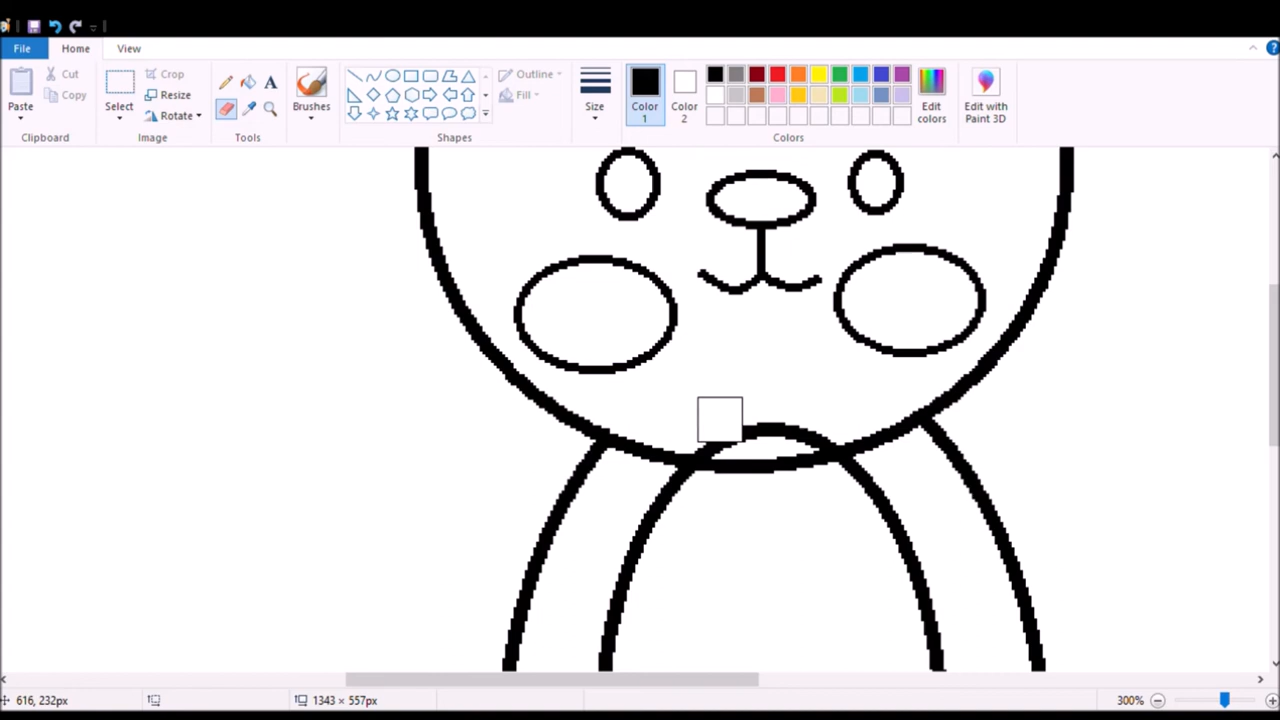 File Home View
Paste
Cut
Copy
Clipboard
Select
Crop
Resize
Rotate
Image
A
Tools
Brushes
Shapes
Outline
Fill
Size
Color 1
Color 2
Edit colors
Colors
Edit with Paint 3D
616, 232px
1343 × 557px
300%